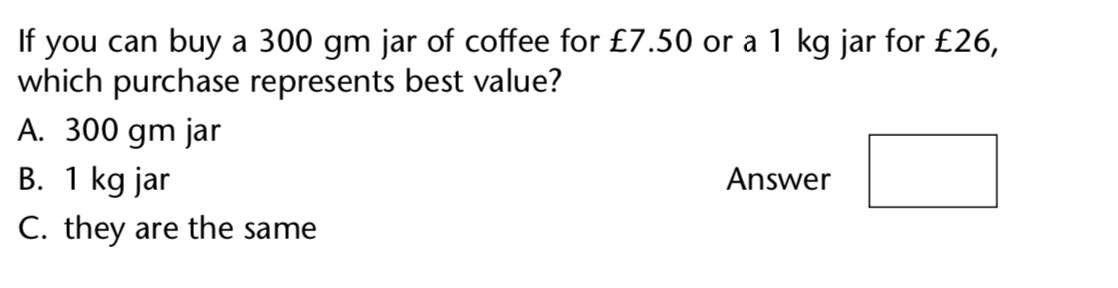 If you can buy a 300 gm jar of coffee for £7.50 or a 1 kg jar for £26,
which purchase represents best value?
A. 300 gm jar
B. 1 kg jar
Answer
C. they are the same